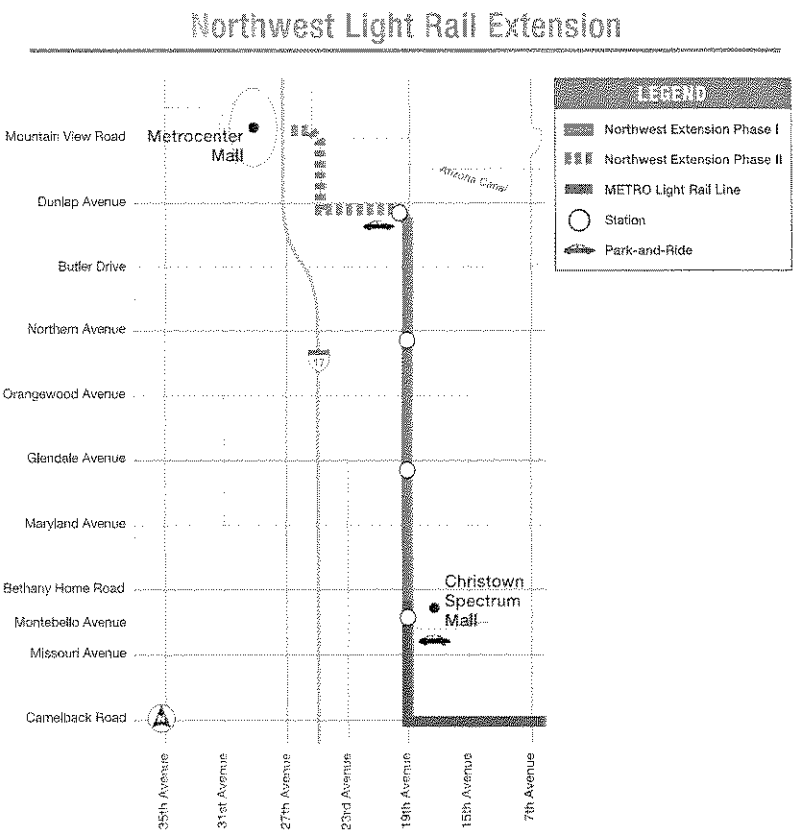 Northwest Light Rail Extension
LEGEND
Northwest Extension Phase I
Northwest Extension Phase II
METRO Light Rail Line
Station
Park-and-Ride
Mountain View Road
Metrocenter
Mall
Arizona Canal
Dunlap Avenue
Butler Drive
Northern Avenue
17
Orangewood Avenue
Glendale Avenue
Maryland Avenue
Bethany Home Road
Christown
Spectrum
Mall
Montebello Avenue
Missouri Avenue
Camelback Road
35th Avenue
31st Avenue
27th Avenue
23rd Avenue
19th Avenue
15th Avenue
7th Avenue